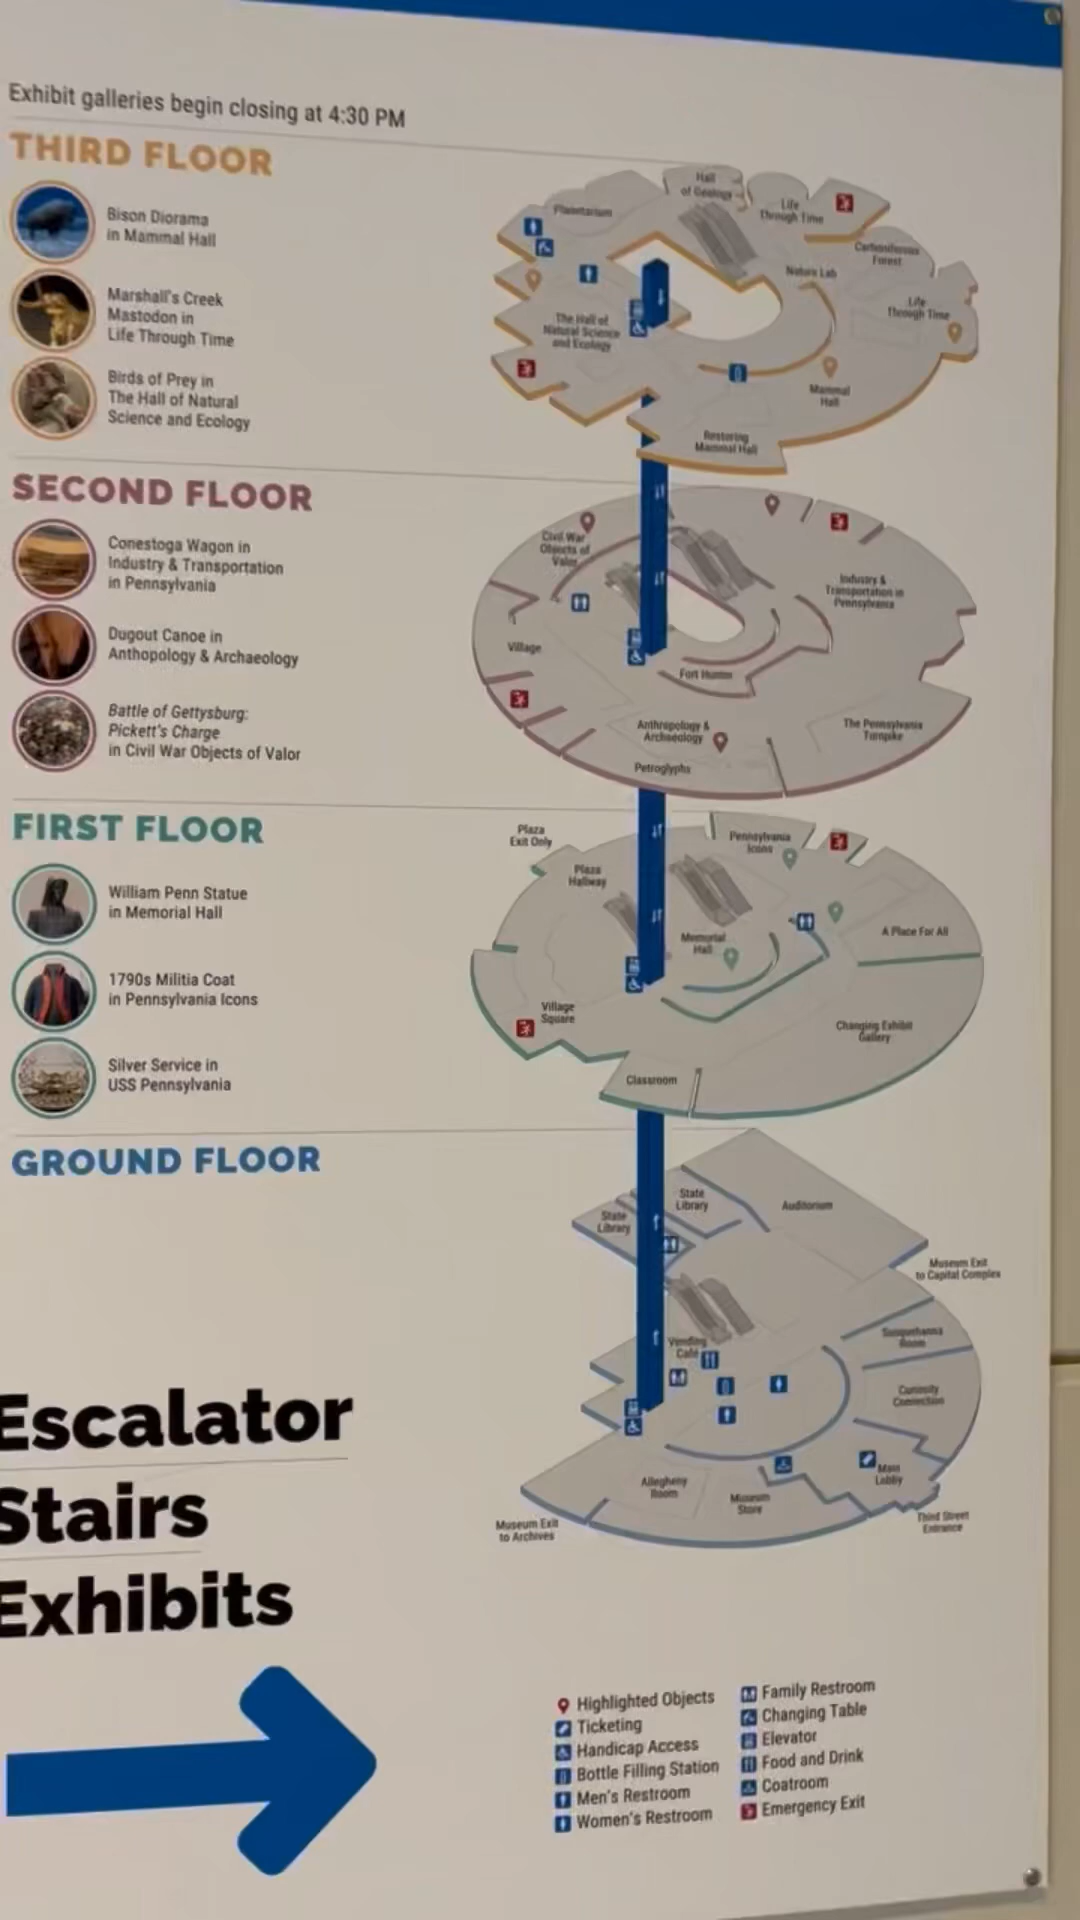 Exhibit galleries begin closing at 4:30 PM
THIRD FLOOR
Bison Diorama
in Mammal Hall
Marshall's Creek
Mastodon in
Life Through Time
Birds of Prey in
The Hall of Natural
Science and Ecology
Hall
of Geology
Planetarium
Life
Through Time
Carboniferous
Forest
Nature Lab
Life
Through Time
The Hall of
Natural Science
and Ecology
Mammal
Hall
Restoring
Mammal Hall
SECOND FLOOR
Conestoga Wagon in
Industry & Transportation
in Pennsylvania
Dugout Canoe in
Anthopology & Archaeology
Battle of Gettysburg:
Pickett's Charge
in Civil War Objects of Valor
Civil War
Objects of
Valor
Industry &
Transportation in
Pennsylvania
Village
Fort Hunter
Anthropology &
Archaeology
The Pennsylvania
Turnpike
Petroglyphs
FIRST FLOOR
William Penn Statue
in Memorial Hall
1790s Militia Coat
in Pennsylvania Icons
Silver Service in
USS Pennsylvania
Plaza
Exit Only
Pennsylvania
Icons
Plaza
Hallway
Memorial
Hall
A Place For All
Village
Square
Changing Exhibit
Gallery
Classroom
GROUND FLOOR
State
Library
State
Library
Auditorium
Museum Exit
to Capital Complex
Susquehanna
Room
Vending
Café
Curiosity
Connection
Main
Lobby
Allegheny
Room
Museum
Store
Museum Exit
to Archives
Third Street
Entrance
Escalator
Stairs
Exhibits
Highlighted Objects
Ticketing
Handicap Access
Bottle Filling Station
Men's Restroom
Women's Restroom
Family Restroom
Changing Table
Elevator
Food and Drink
Coatroom
Emergency Exit